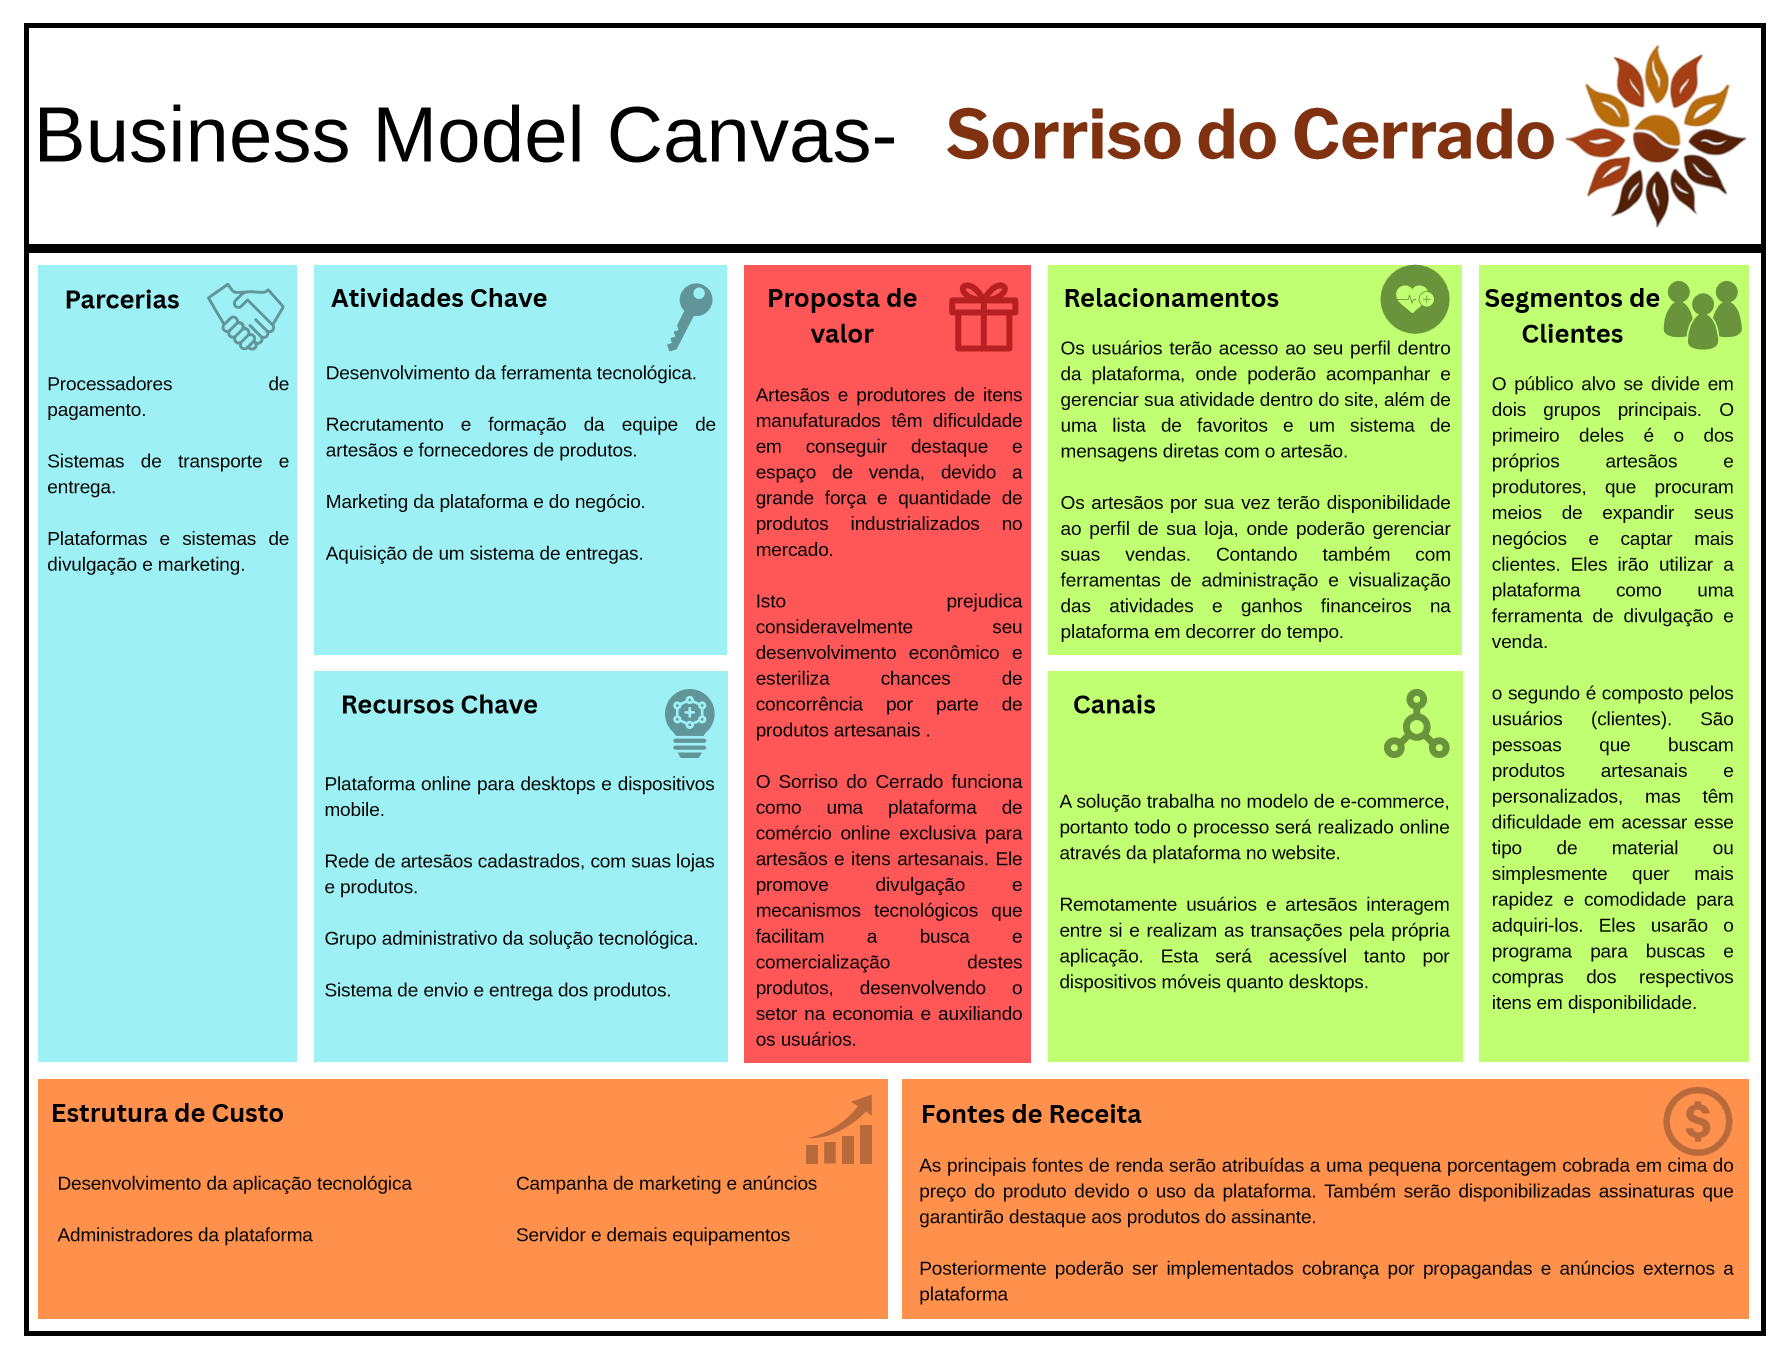 Business Model Canvas-
Sorriso do Cerrado
Parcerias
Processadores de
pagamento.
Sistemas de transporte e
entrega.
Plataformas e sistemas de
divulgação e marketing.
Atividades Chave
Desenvolvimento da ferramenta tecnológica.
Recrutamento e formação da equipe de
artesãos e fornecedores de produtos.
Marketing da plataforma e do negócio.
Aquisição de um sistema de entregas.
Recursos Chave
Plataforma online para desktops e dispositivos
mobile.
Rede de artesãos cadastrados, com suas lojas
e produtos.
Grupo administrativo da solução tecnológica.
Sistema de envio e entrega dos produtos.
Proposta de
valor
Artesãos e produtores de itens
manufaturados têm dificuldade
em conseguir destaque e
espaço de venda, devido a
grande força e quantidade de
produtos industrializados no
mercado.
Isto prejudica
consideravelmente seu
desenvolvimento econômico e
esteriliza chances de
concorrência por parte de
produtos artesanais .
O Sorriso do Cerrado funciona
como uma plataforma de
comércio online exclusiva para
artesãos e itens artesanais. Ele
promove divulgação e
mecanismos tecnológicos que
facilitam a busca e
comercialização destes
produtos, desenvolvendo o
setor na economia e auxiliando
os usuários.
Relacionamentos
Os usuários terão acesso ao seu perfil dentro
da plataforma, onde poderão acompanhar e
gerenciar sua atividade dentro do site, além de
uma lista de favoritos e um sistema de
mensagens diretas com o artesão.
Os artesãos por sua vez terão disponibilidade
ao perfil de sua loja, onde poderão gerenciar
suas vendas. Contando também com
ferramentas de administração e visualização
das atividades e ganhos financeiros na
plataforma em decorrer do tempo.
Canais
A solução trabalha no modelo de e-commerce,
portanto todo o processo será realizado online
através da plataforma no website.
Remotamente usuários e artesãos interagem
entre si e realizam as transações pela própria
aplicação. Esta será acessível tanto por
dispositivos móveis quanto desktops.
Segmentos de
Clientes
O público alvo se divide em
dois grupos principais. O
primeiro deles é o dos
próprios artesãos e
produtores, que procuram
meios de expandir seus
negócios e captar mais
clientes. Eles irão utilizar a
plataforma como uma
ferramenta de divulgação e
venda.
o segundo é composto pelos
usuários (clientes). São
pessoas que buscam
produtos artesanais e
personalizados, mas têm
dificuldade em acessar esse
tipo de material ou
simplesmente quer mais
rapidez e comodidade para
adquiri-los. Eles usarão o
programa para buscas e
compras dos respectivos
itens em disponibilidade.
Estrutura de Custo
Desenvolvimento da aplicação tecnológica
Administradores da plataforma
Campanha de marketing e anúncios
Servidor e demais equipamentos
Fontes de Receita
As principais fontes de renda serão atribuídas a uma pequena porcentagem cobrada em cima do
preço do produto devido o uso da plataforma. Também serão disponibilizadas assinaturas que
garantirão destaque aos produtos do assinante.
Posteriormente poderão ser implementados cobrança por propagandas e anúncios externos a
plataforma